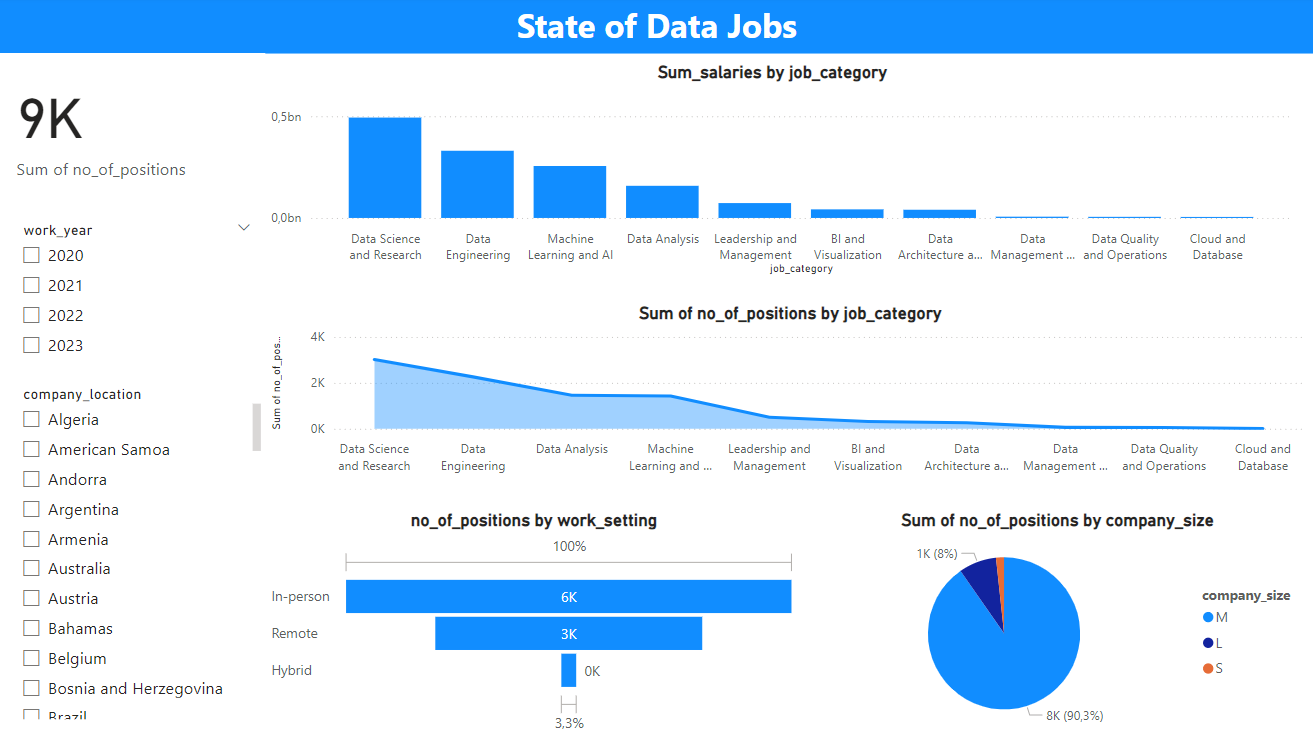 State of Data Jobs
9K
Sum of no_of_positions
work_year
2020
2021
2022
2023
company_location
Algeria
American Samoa
Andorra
Argentina
Armenia
Australia
Austria
Bahamas
Belgium
Bosnia and Herzegovina
Brazil
Sum_salaries by job_category
0,5bn
0,0bn
Data Science
and Research
Data
Engineering
Machine
Learning and AI
Data Analysis
Leadership and
Management
BI and
Visualization
Data
Architecture a...
Data
Management ...
Data Quality
and Operations
Cloud and
Database
job_category
Sum of no_of_positions by job_category
Sum of no_of_pos...
4K
2K
0K
Data Science
and Research
Data
Engineering
Data Analysis
Machine
Learning and ...
Leadership and
Management
BI and
Visualization
Data
Architecture a...
Data
Management ...
Data Quality
and Operations
Cloud and
Database
no_of_positions by work_setting
100%
In-person
6K
Remote
3K
Hybrid
0K
3,3%
Sum of no_of_positions by company_size
1K (8%)
8K (90,3%)
company_size
M
L
S